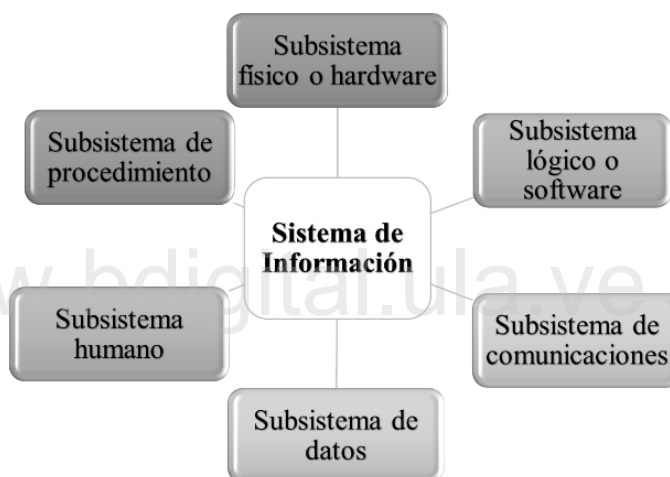 Subsistema
físico o hardware
Subsistema de
procedimiento
Subsistema
lógico o
software
Sistema de
Información
w.bdigital.ula.ve
Subsistema
humano
Subsistema de
comunicaciones
Subsistema de
datos